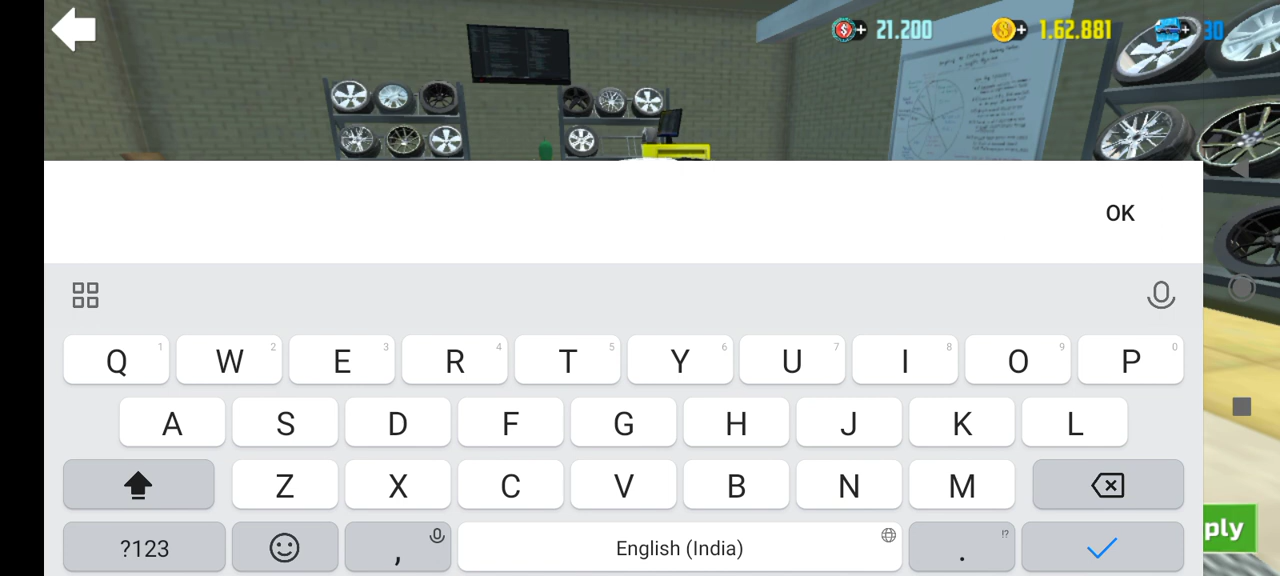 21.200 1.62.881 30
OK
Q 1 W 2 E 3 R 4 T 5 Y 6 U 7 I 8 O 9 P 0
A S D F G H J K L
Z X C V B N M
?123 , English (India) . !?
ply